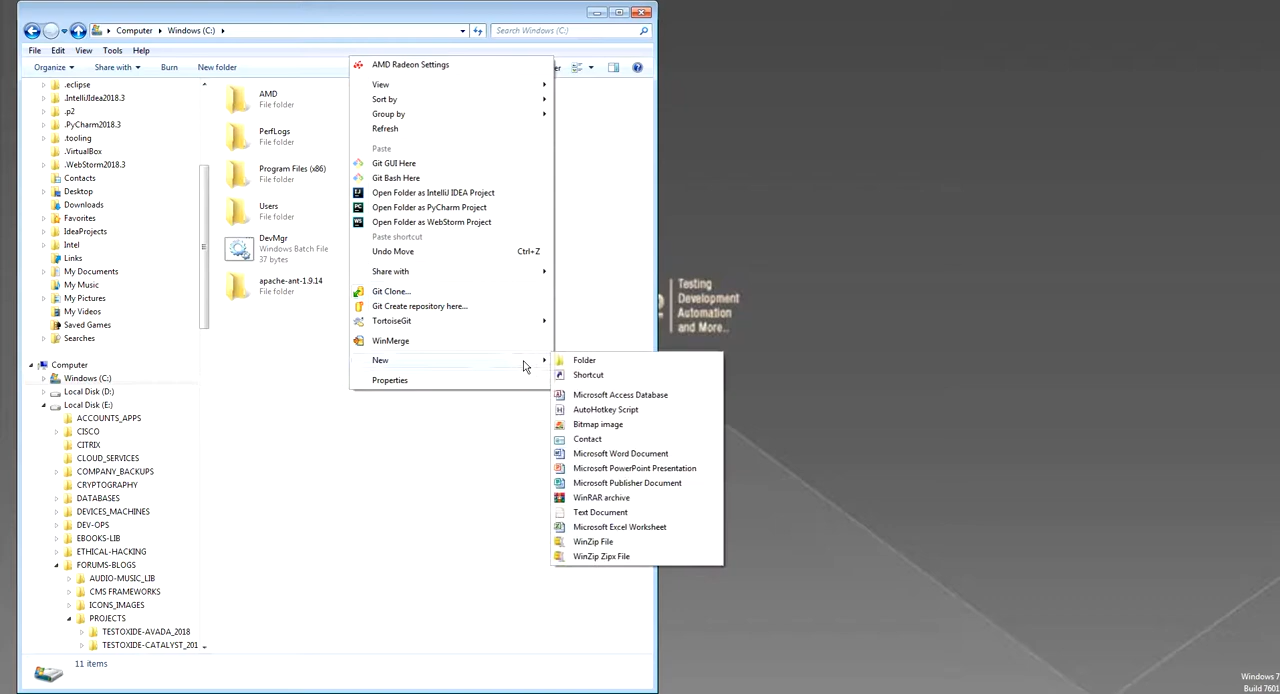 Computer
Windows (C:)
Search Windows (C:)
File Edit View Tools Help
Organize Share with Burn New folder
er
.eclipse
.IntelliJIdea2018.3
.p2
.PyCharm2018.3
.tooling
.VirtualBox
.WebStorm2018.3
Contacts
Desktop
Downloads
Favorites
IdeaProjects
Intel
Links
My Documents
My Music
My Pictures
My Videos
Saved Games
Searches
Computer
Windows (C:)
Local Disk (D:)
Local Disk (E:)
ACCOUNTS_APPS
CISCO
CITRIX
CLOUD_SERVICES
COMPANY_BACKUPS
CRYPTOGRAPHY
DATABASES
DEVICES_MACHINES
DEV-OPS
EBOOKS-LIB
ETHICAL-HACKING
FORUMS-BLOGS
AUDIO-MUSIC_LIB
CMS FRAMEWORKS
ICONS_IMAGES
PROJECTS
TESTOXIDE-AVADA_2018
TESTOXIDE-CATALYST_201
AMD
File folder
PerfLogs
File folder
Program Files (x86)
File folder
Users
File folder
DevMgr
Windows Batch File
37 bytes
apache-ant-1.9.14
File folder
AMD Radeon Settings
View
Sort by
Group by
Refresh
Paste
Git GUI Here
Git Bash Here
Open Folder as IntelliJ IDEA Project
Open Folder as PyCharm Project
Open Folder as WebStorm Project
Paste shortcut
Undo Move Ctrl+Z
Share with
Git Clone...
Git Create repository here...
TortoiseGit
WinMerge
New
Properties
Folder
Shortcut
Microsoft Access Database
AutoHotkey Script
Bitmap image
Contact
Microsoft Word Document
Microsoft PowerPoint Presentation
Microsoft Publisher Document
WinRAR archive
Text Document
Microsoft Excel Worksheet
WinZip File
WinZip Zipx File
Testing
Development
Automation
and More..
11 items
Windows 7
Build 7601